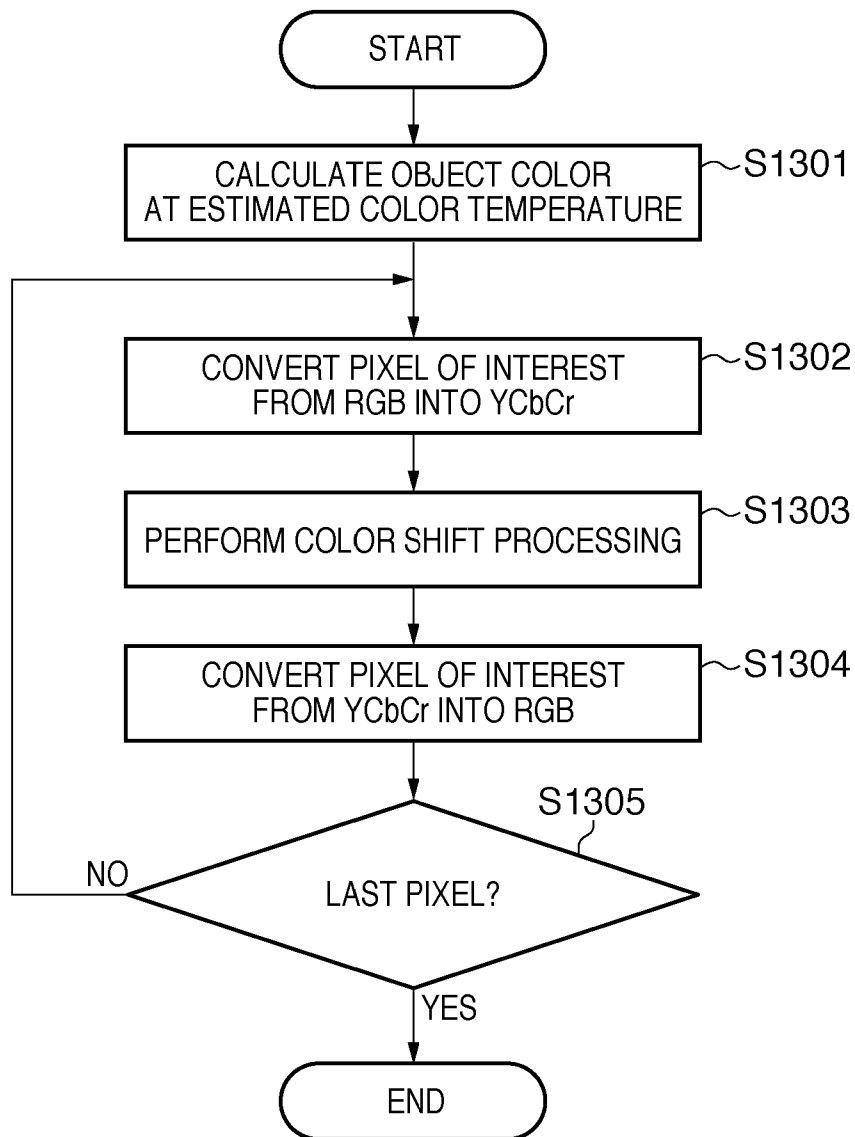 START
CALCULATE OBJECT COLOR
AT ESTIMATED COLOR TEMPERATURE
S1301
CONVERT PIXEL OF INTEREST
FROM RGB INTO YCbCr
S1302
PERFORM COLOR SHIFT PROCESSING
S1303
CONVERT PIXEL OF INTEREST
FROM YCbCr INTO RGB
S1304
S1305
LAST PIXEL?
NO
YES
END